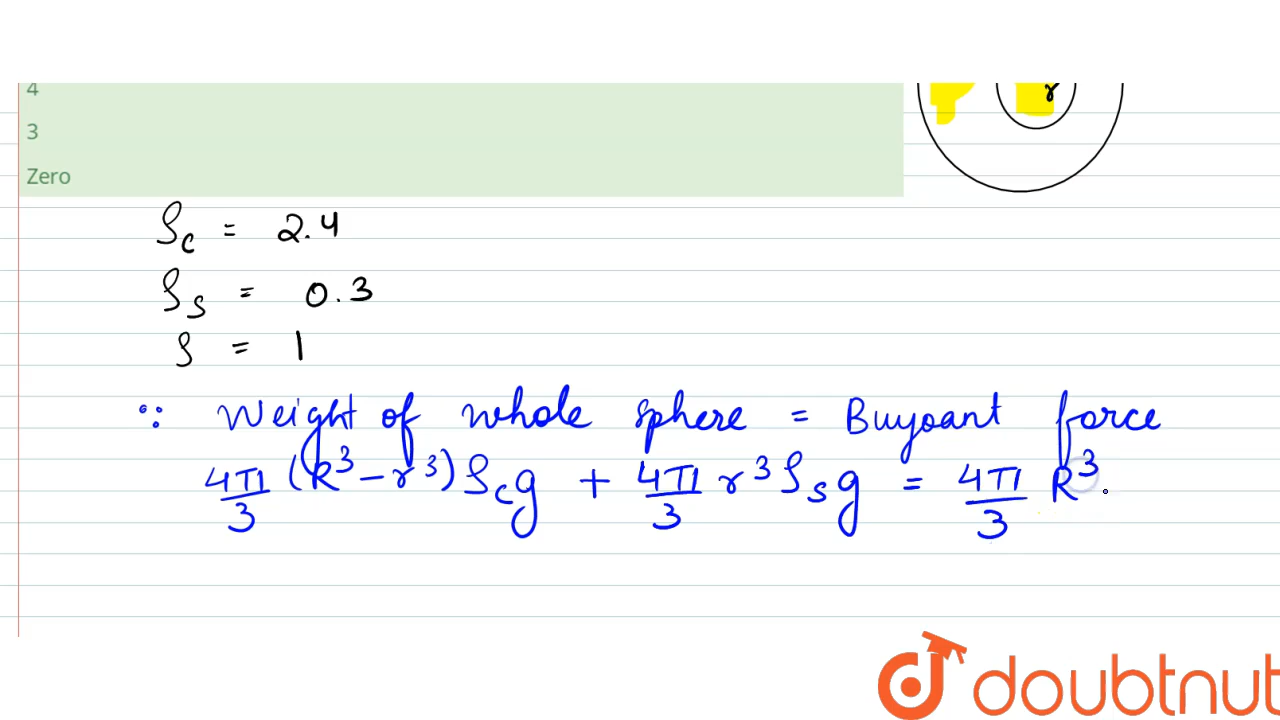 4
r
3
Zero
ρc = 2.4
ρs = 0.3
ρ = 1
∵ Weight of whole sphere = Buyoant force
4π/3 (R³ - r³) ρc g + 4π/3 r³ ρs g = 4π/3 R³.
doubtnut